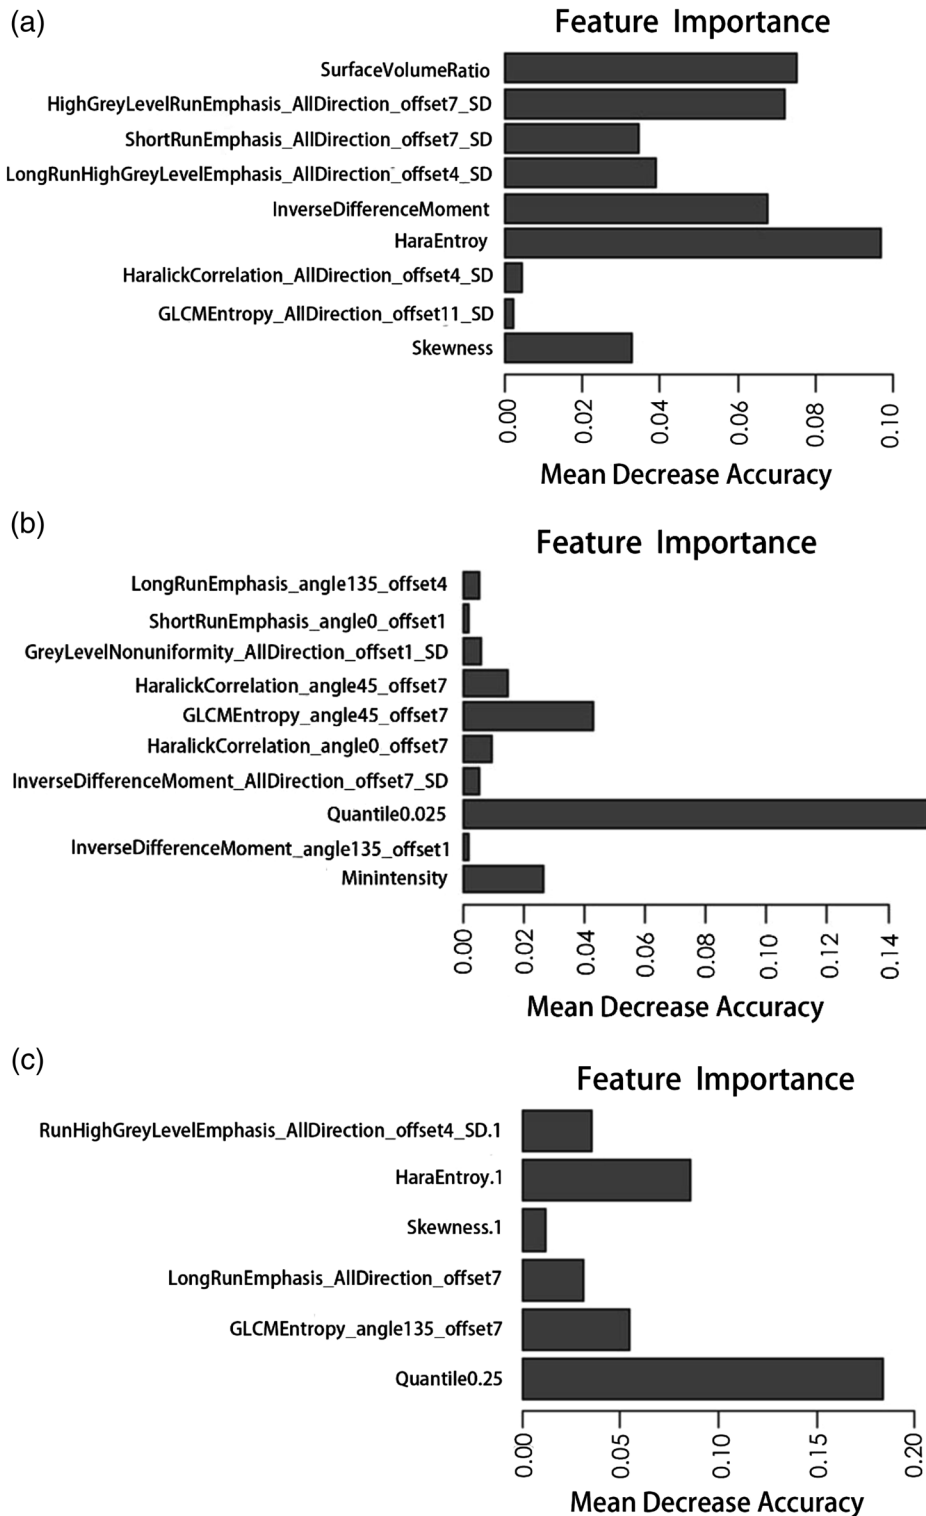 (a)
Feature Importance
SurfaceVolumeRatio
HighGreyLevelRunEmphasis_AllDirection_offset7_SD
ShortRunEmphasis_AllDirection_offset7_SD
LongRunHighGreyLevelEmphasis_AllDirection_offset4_SD
InverseDifferenceMoment
HaraEntroy
HaralickCorrelation_AllDirection_offset4_SD
GLCMEntropy_AllDirection_offset11_SD
Skewness
0.00 0.02 0.04 0.06 0.08 0.10
Mean Decrease Accuracy
(b)
Feature Importance
LongRunEmphasis_angle135_offset4
ShortRunEmphasis_angle0_offset1
GreyLevelNonuniformity_AllDirection_offset1_SD
HaralickCorrelation_angle45_offset7
GLCMEntropy_angle45_offset7
HaralickCorrelation_angle0_offset7
InverseDifferenceMoment_AllDirection_offset7_SD
Quantile0.025
InverseDifferenceMoment_angle135_offset1
Minintensity
0.00 0.02 0.04 0.06 0.08 0.10 0.12 0.14
Mean Decrease Accuracy
(c)
Feature Importance
RunHighGreyLevelEmphasis_AllDirection_offset4_SD.1
HaraEntroy.1
Skewness.1
LongRunEmphasis_AllDirection_offset7
GLCMEntropy_angle135_offset7
Quantile0.25
0.00 0.05 0.10 0.15 0.20
Mean Decrease Accuracy